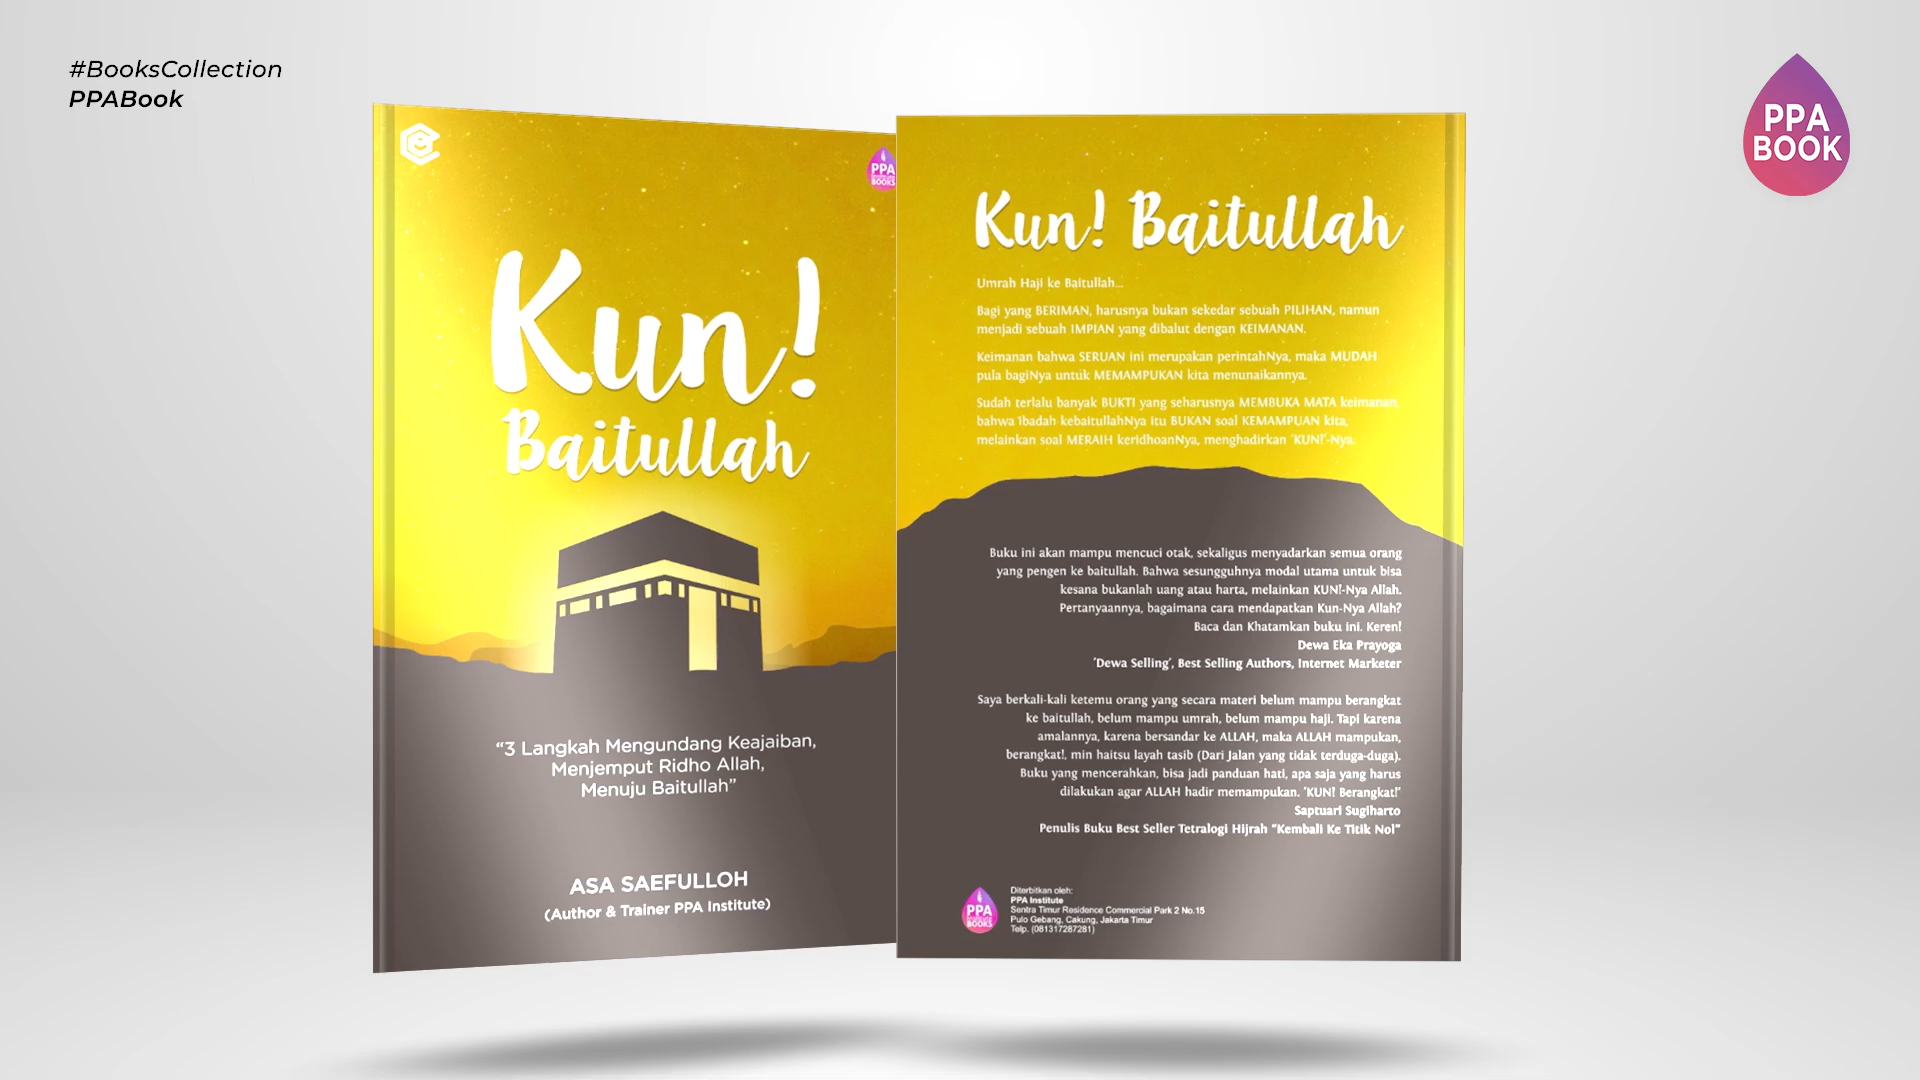 #BooksCollection
PPABook
PPA
BOOK
PPA
BOOKS
Kun!
Baitullah
“3 Langkah Mengundang Keajaiban,
Menjemput Ridho Allah,
Menuju Baitullah”
ASA SAEFULLOH
(Author & Trainer PPA Institute)
Kun! Baitullah
Umrah Haji ke Baitullah...
Bagi yang BERIMAN, harusnya bukan sekedar sebuah PILIHAN, namun
menjadi sebuah IMPIAN yang dibalut dengan KEIMANAN.
Keimanan bahwa SERUAN ini merupakan perintahNya, maka MUDAH
pula bagiNya untuk MEMAMPUKAN kita menunaikannya.
Sudah terlalu banyak BUKTI yang seharusnya MEMBUKA MATA keimanan,
bahwa ibadah kebaitullahNya itu BUKAN soal KEMAMPUAN kita,
melainkan soal MERAIH keridhoanNya, menghadirkan 'KUN!'-Nya.
Buku ini akan mampu mencuci otak, sekaligus menyadarkan semua orang
yang pengen ke baitullah. Bahwa sesungguhnya modal utama untuk bisa
kesana bukanlah uang atau harta, melainkan KUN!-Nya Allah.
Pertanyaannya, bagaimana cara mendapatkan Kun-Nya Allah?
Baca dan Khatamkan buku ini. Keren!
Dewa Eka Prayoga
'Dewa Selling', Best Selling Authors, Internet Marketer
Saya berkali-kali ketemu orang yang secara materi belum mampu berangkat
ke baitullah, belum mampu umrah, belum mampu haji. Tapi karena
amalannya, karena bersandar ke ALLAH, maka ALLAH mampukan,
berangkat!, min haitsu layah tasib (Dari Jalan yang tidak terduga-duga).
Buku yang mencerahkan, bisa jadi panduan hati, apa saja yang harus
dilakukan agar ALLAH hadir memampukan. 'KUN! Berangkat!'
Saptuari Sugiharto
Penulis Buku Best Seller Tetralogi Hijrah “Kembali Ke Titik Nol”
PPA
BOOKS
Diterbitkan oleh:
PPA Institute
Sentra Timur Residence Commercial Park 2 No.15
Pulo Gebang, Cakung, Jakarta Timur
Telp. (081317287281)